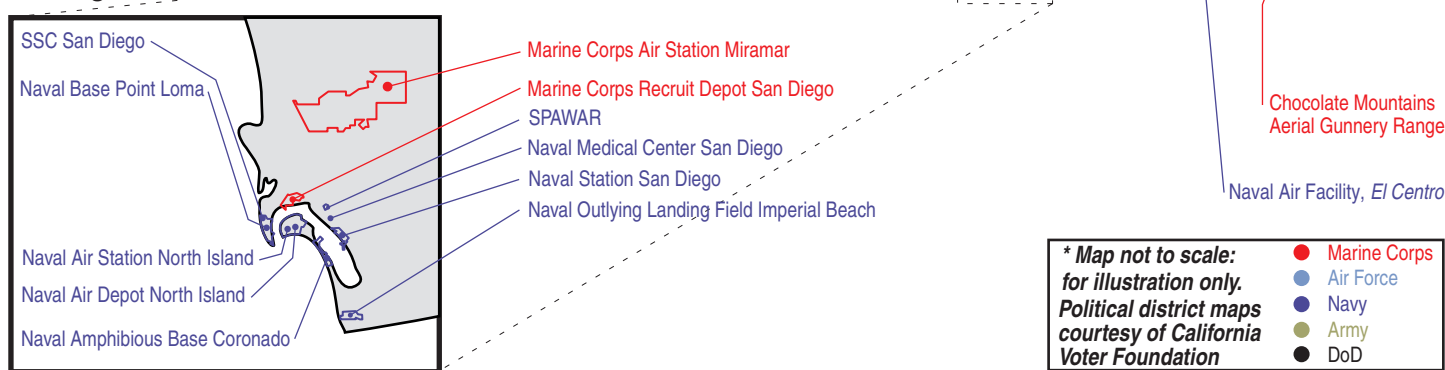 SSC San Diego
Naval Base Point Loma
Naval Air Station North Island
Naval Air Depot North Island
Naval Amphibious Base Coronado
Marine Corps Air Station Miramar
Marine Corps Recruit Depot San Diego
SPAWAR
Naval Medical Center San Diego
Naval Station San Diego
Naval Outlying Landing Field Imperial Beach
Chocolate Mountains
Aerial Gunnery Range
Naval Air Facility, El Centro
* Map not to scale:
for illustration only.
Political district maps
courtesy of California
Voter Foundation
Marine Corps
Air Force
Navy
Army
DoD